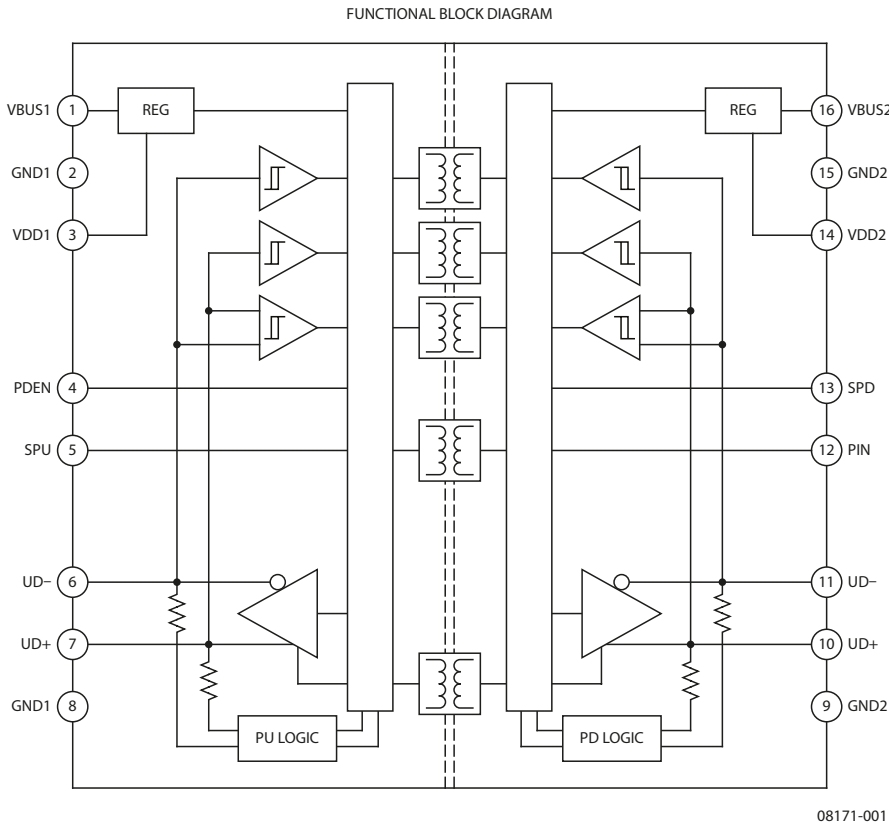 FUNCTIONAL BLOCK DIAGRAM
VBUS1 1 REG REG 16 VBUS2
GND1 2 15 GND2
VDD1 3 14 VDD2
PDEN 4 13 SPD
SPU 5 12 PIN
UD− 6 11 UD−
UD+ 7 10 UD+
GND1 8 9 GND2
PU LOGIC PD LOGIC
08171-001